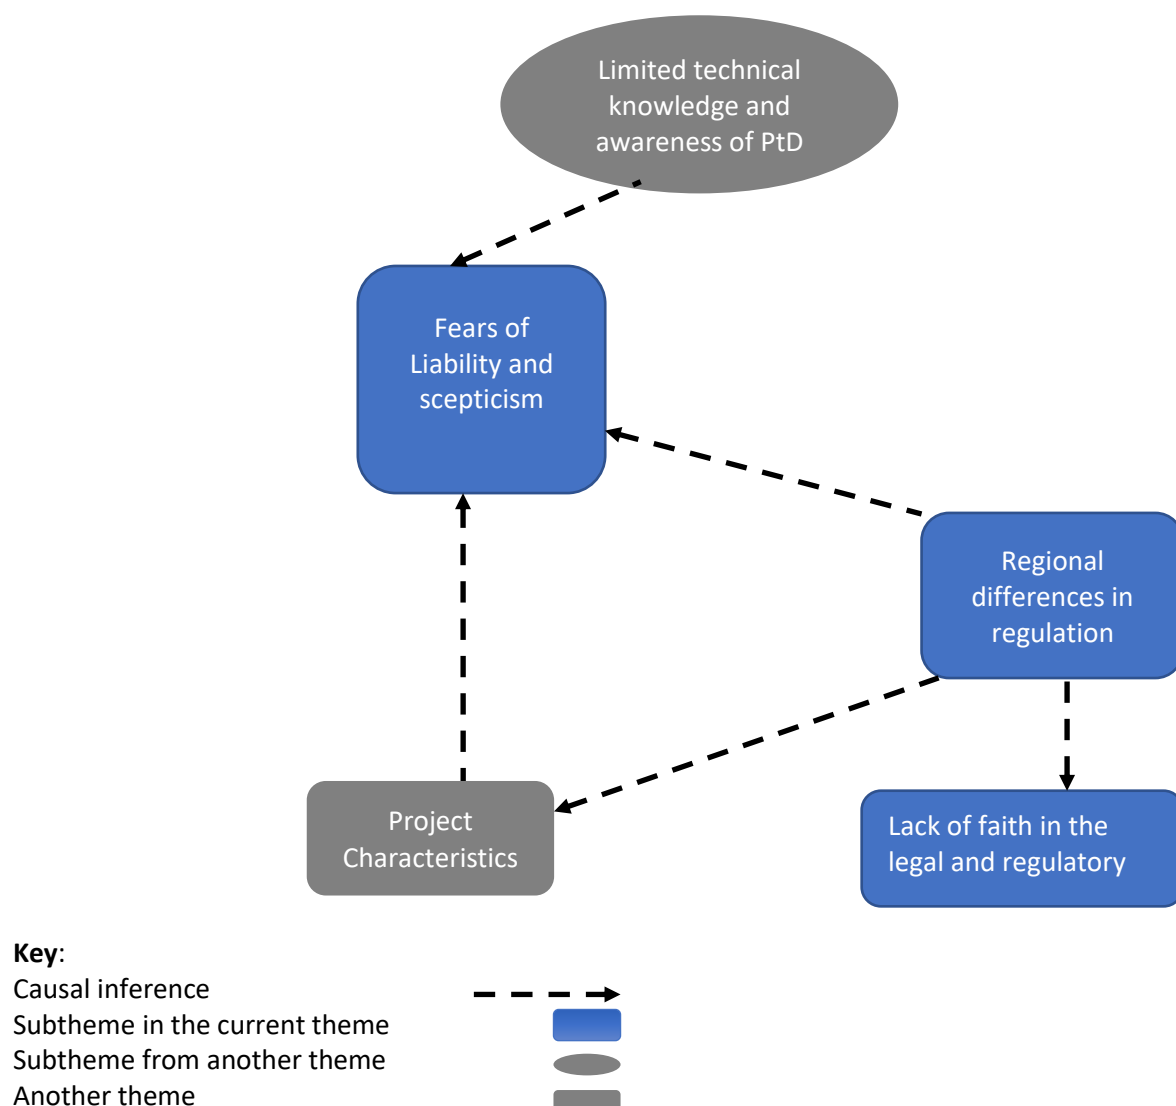 Limited technical
knowledge and
awareness of PtD
Fears of
Liability and
scepticism
Regional
differences in
regulation
Project
Characteristics
Lack of faith in the
legal and regulatory
Key:
Causal inference
Subtheme in the current theme
Subtheme from another theme
Another theme